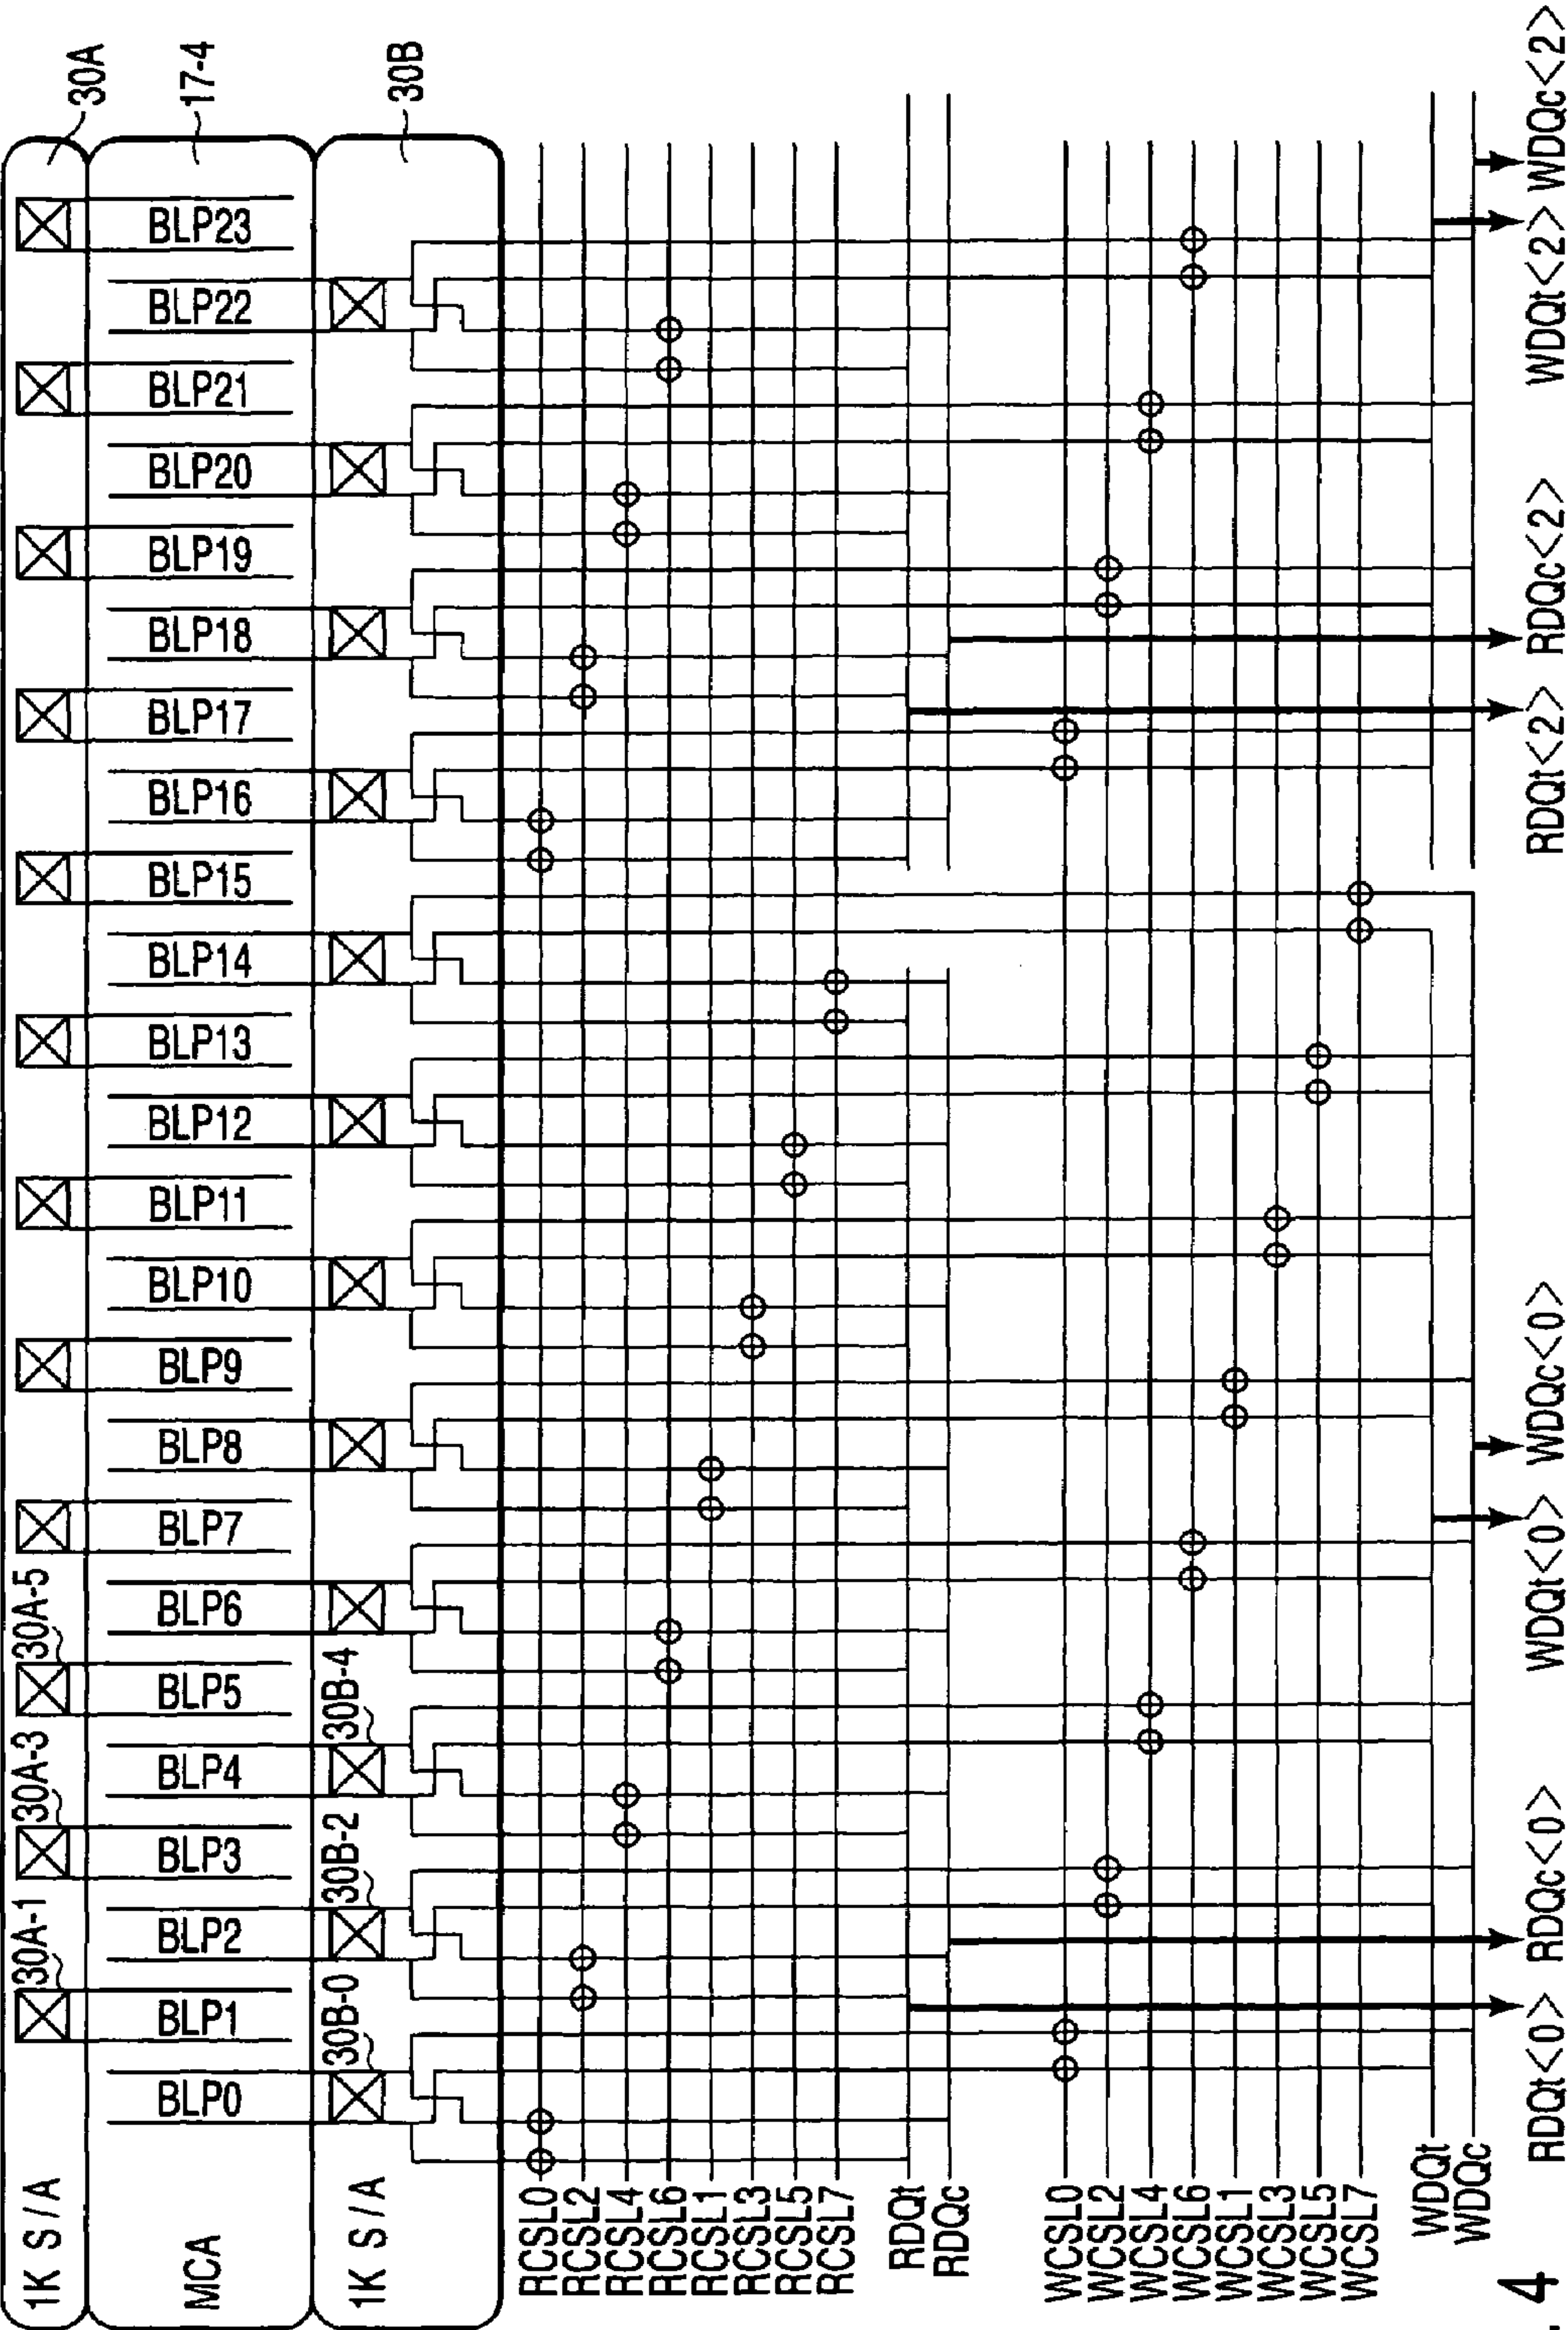 30A
17-4
30B
1K S/A
30A-1
30A-3
30A-5
MCA
BLP0
BLP1
BLP2
BLP3
BLP4
BLP5
BLP6
BLP7
BLP8
BLP9
BLP10
BLP11
BLP12
BLP13
BLP14
BLP15
BLP16
BLP17
BLP18
BLP19
BLP20
BLP21
BLP22
BLP23
1K S/A
30B-0
30B-2
30B-4
RCSL0
RCSL2
RCSL4
RCSL6
RCSL1
RCSL3
RCSL5
RCSL7
RDQt
RDQc
WCSL0
WCSL2
WCSL4
WCSL6
WCSL1
WCSL3
WCSL5
WCSL7
WDQt
WDQc
RDQt<0>
RDQc<0>
WDQt<0>
WDQc<0>
RDQt<2>
RDQc<2>
WDQt<2>
WDQc<2>
. 4